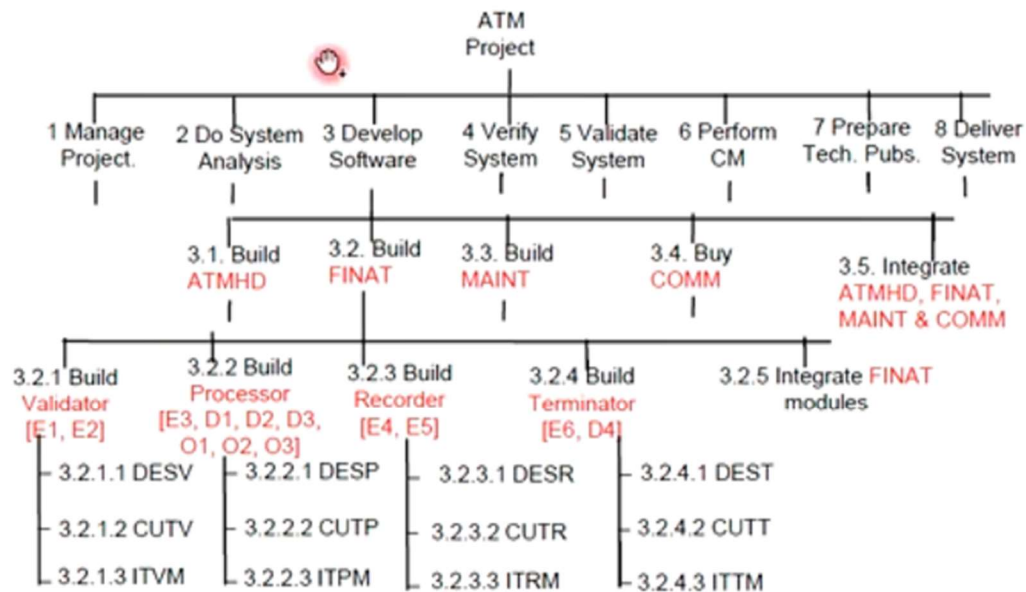 ATM
Project
1 Manage
Project.
2 Do System
Analysis
3 Develop
Software
4 Verify
System
5 Validate
System
6 Perform
CM
7 Prepare
Tech. Pubs.
8 Deliver
System
3.1. Build
ATMHD
3.2. Build
FINAT
3.3. Build
MAINT
3.4. Buy
COMM
3.5. Integrate
ATMHD, FINAT,
MAINT & COMM
3.2.1 Build
Validator
[E1, E2]
3.2.2 Build
Processor
[E3, D1, D2, D3,
O1, O2, O3]
3.2.3 Build
Recorder
[E4, E5]
3.2.4 Build
Terminator
[E6, D4]
3.2.5 Integrate FINAT
modules
3.2.1.1 DESV
3.2.1.2 CUTV
3.2.1.3 ITVM
3.2.2.1 DESP
3.2.2.2 CUTP
3.2.2.3 ITPM
3.2.3.1 DESR
3.2.3.2 CUTR
3.2.3.3 ITRM
3.2.4.1 DEST
3.2.4.2 CUTT
3.2.4.3 ITTM